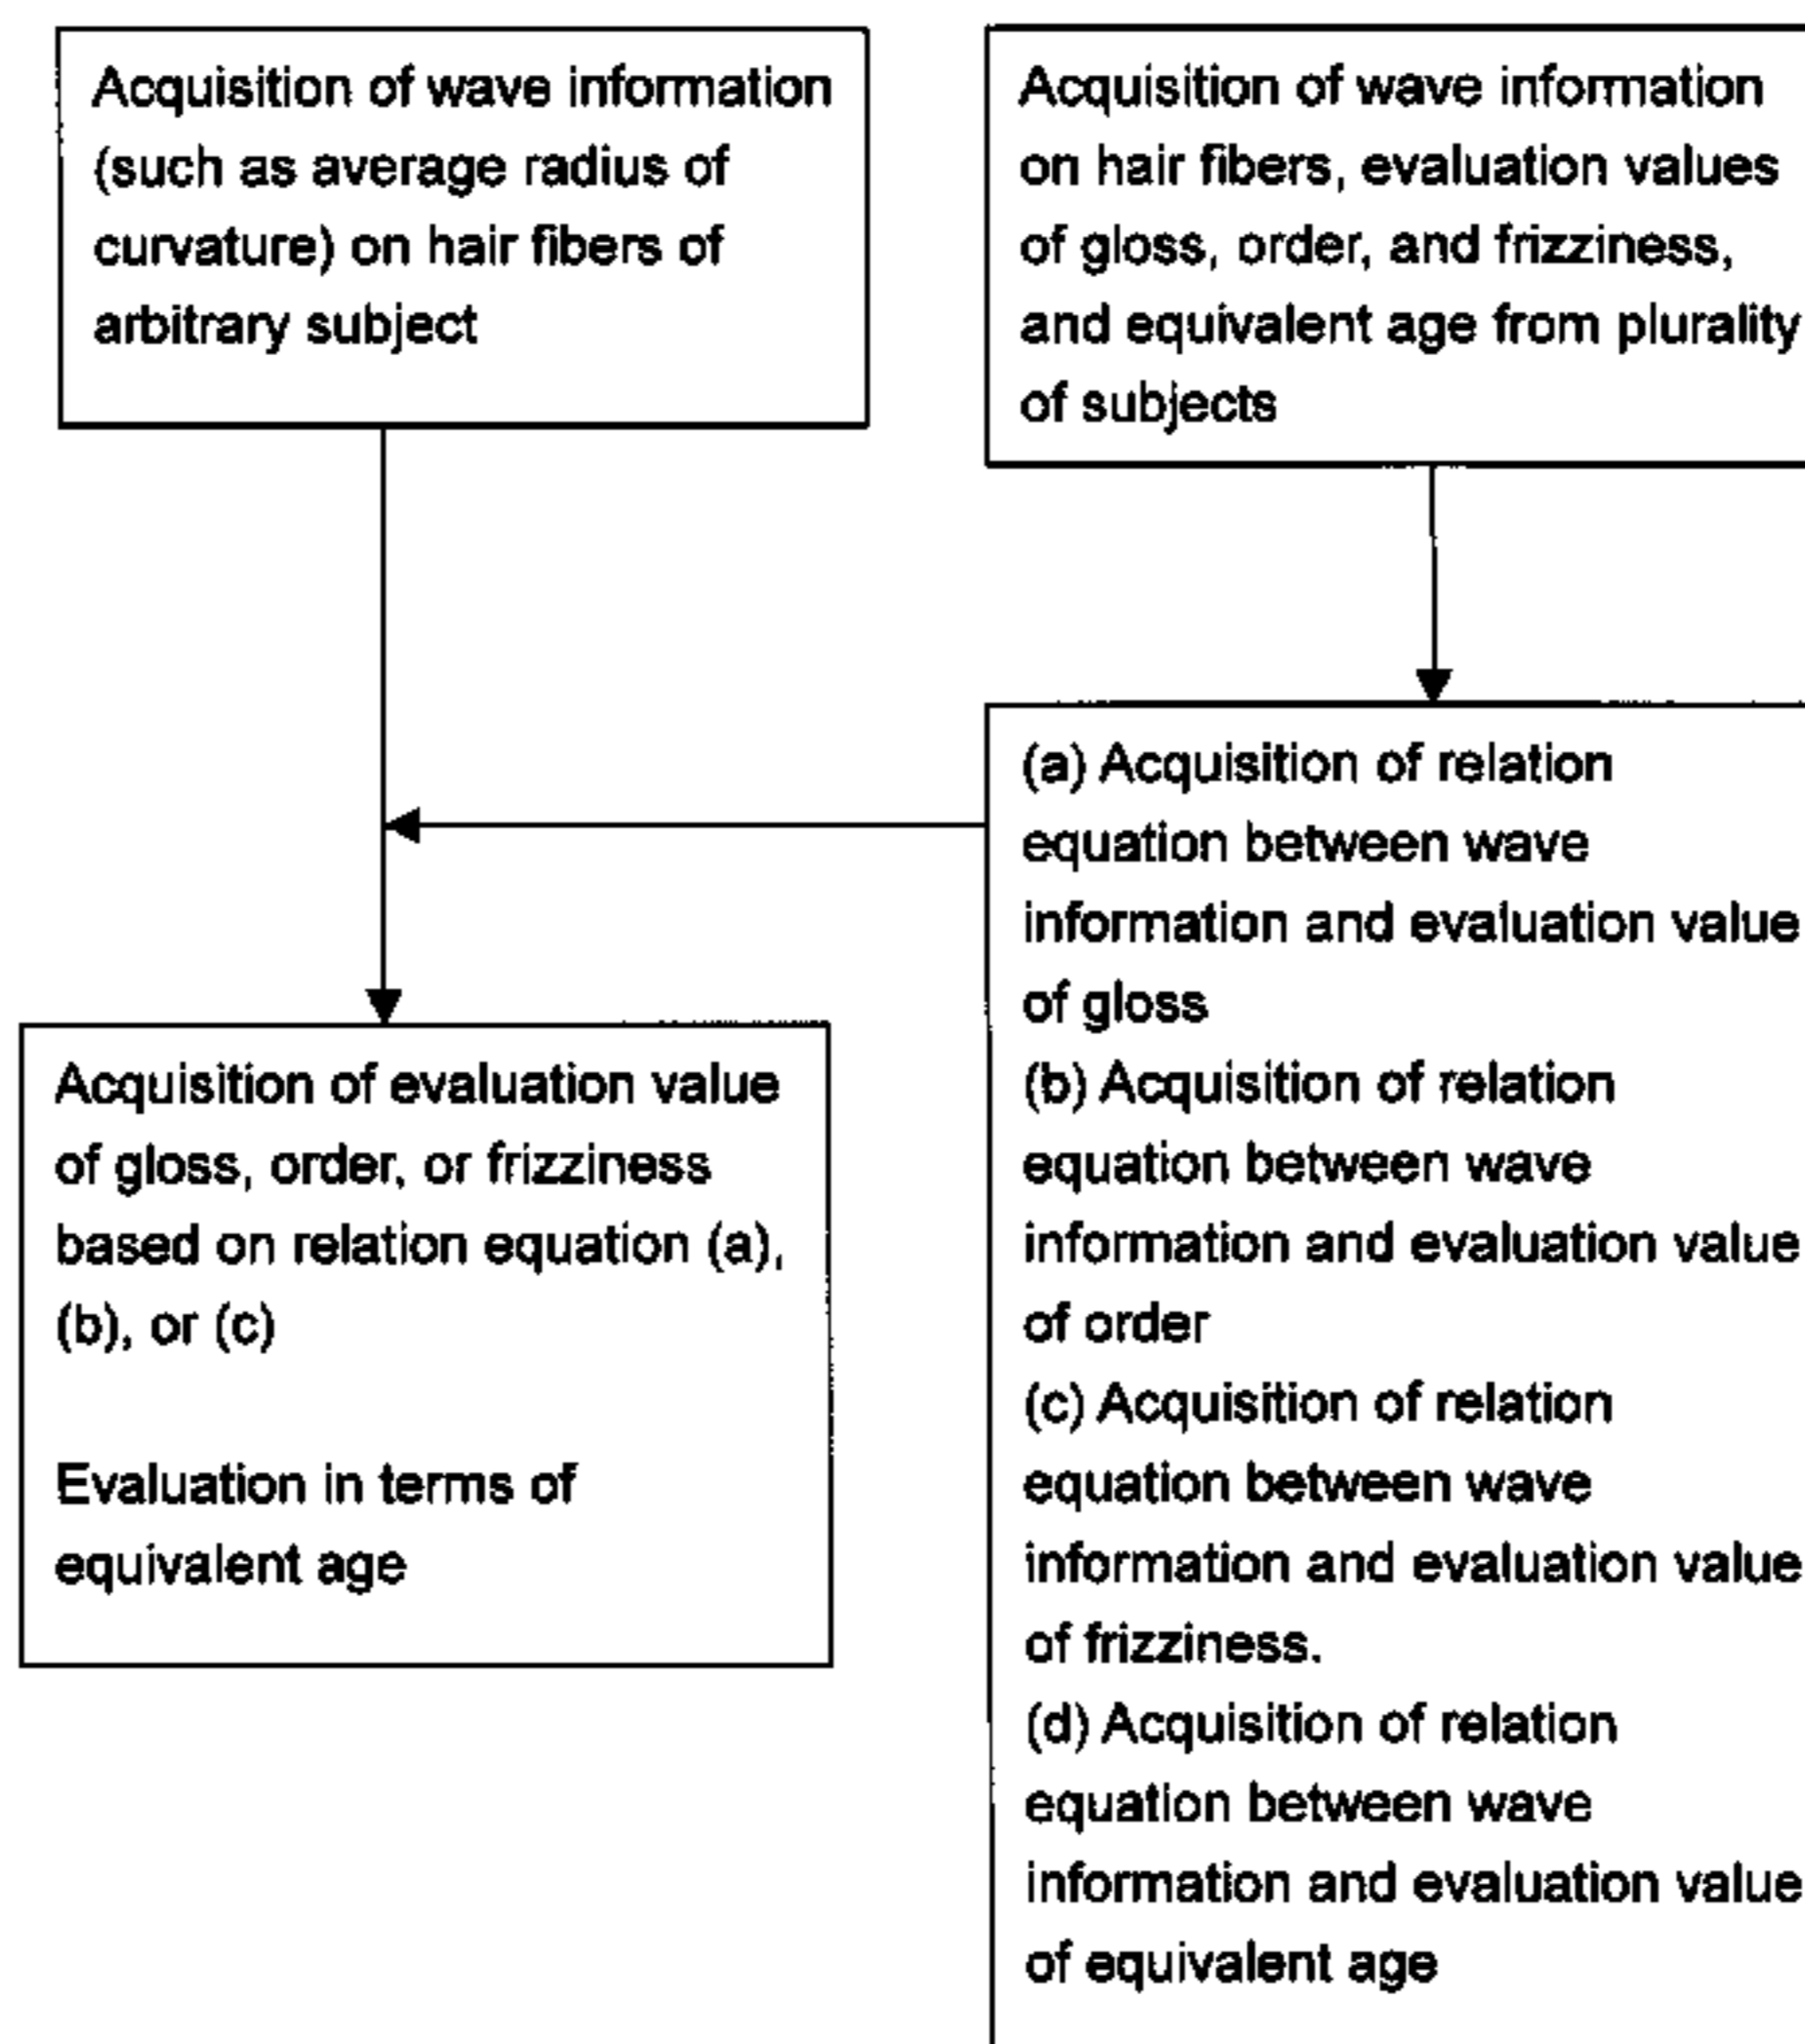 Acquisition of wave information
(such as average radius of
curvature) on hair fibers of
arbitrary subject
Acquisition of wave information
on hair fibers, evaluation values
of gloss, order, and frizziness,
and equivalent age from plurality
of subjects
(a) Acquisition of relation
equation between wave
information and evaluation value
of gloss
(b) Acquisition of relation
equation between wave
information and evaluation value
of order
(c) Acquisition of relation
equation between wave
information and evaluation value
of frizziness.
(d) Acquisition of relation
equation between wave
information and evaluation value
of equivalent age
Acquisition of evaluation value
of gloss, order, or frizziness
based on relation equation (a),
(b), or (c)
Evaluation in terms of
equivalent age